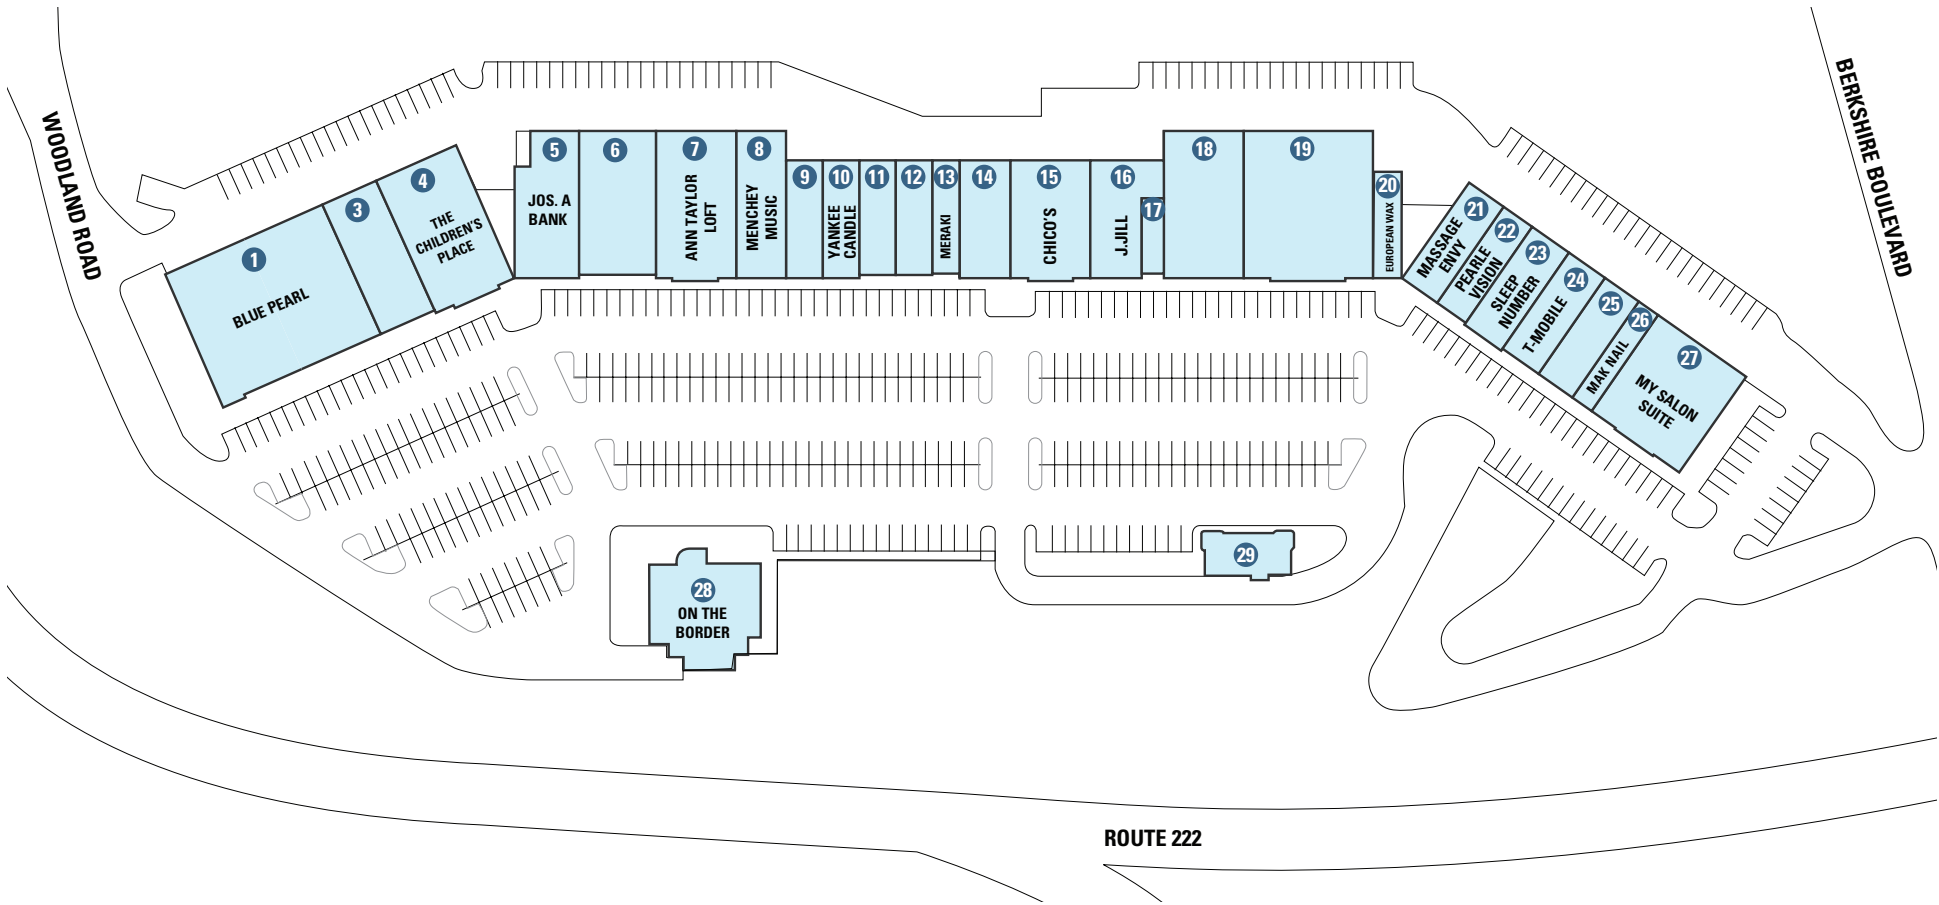 WOODLAND ROAD
BERKSHIRE BOULEVARD
1
BLUE PEARL
3
4
THE
CHILDREN'S
PLACE
5
JOS. A
BANK
6
7
ANN TAYLOR
LOFT
8
MENCHEY
MUSIC
9
10
YANKEE
CANDLE
11
12
13
MERAKI
14
15
CHICO'S
16
J.JILL
17
18
19
20
EUROPEAN WAX
21
MASSAGE
ENVY
22
PEARLE
VISION
23
SLEEP
NUMBER
24
T-MOBILE
25
26
MAK NAIL
27
MY SALON
SUITE
28
ON THE
BORDER
29
ROUTE 222